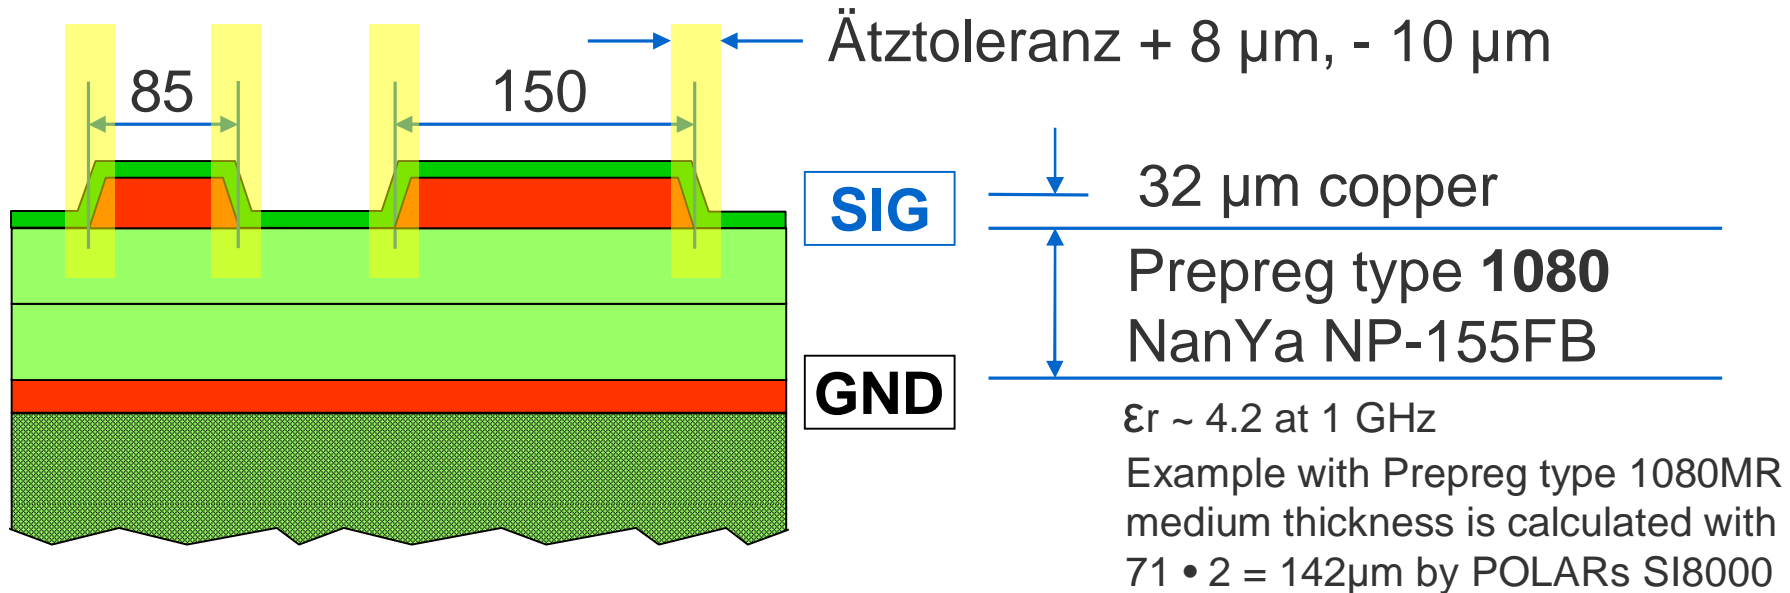 Ätztoleranz + 8 µm, - 10 µm
85
150
32 µm copper
SIG
Prepreg type 1080
NanYa NP-155FB
GND
εr ~ 4.2 at 1 GHz
Example with Prepreg type 1080MR
medium thickness is calculated with
71 • 2 = 142µm by POLARs SI8000